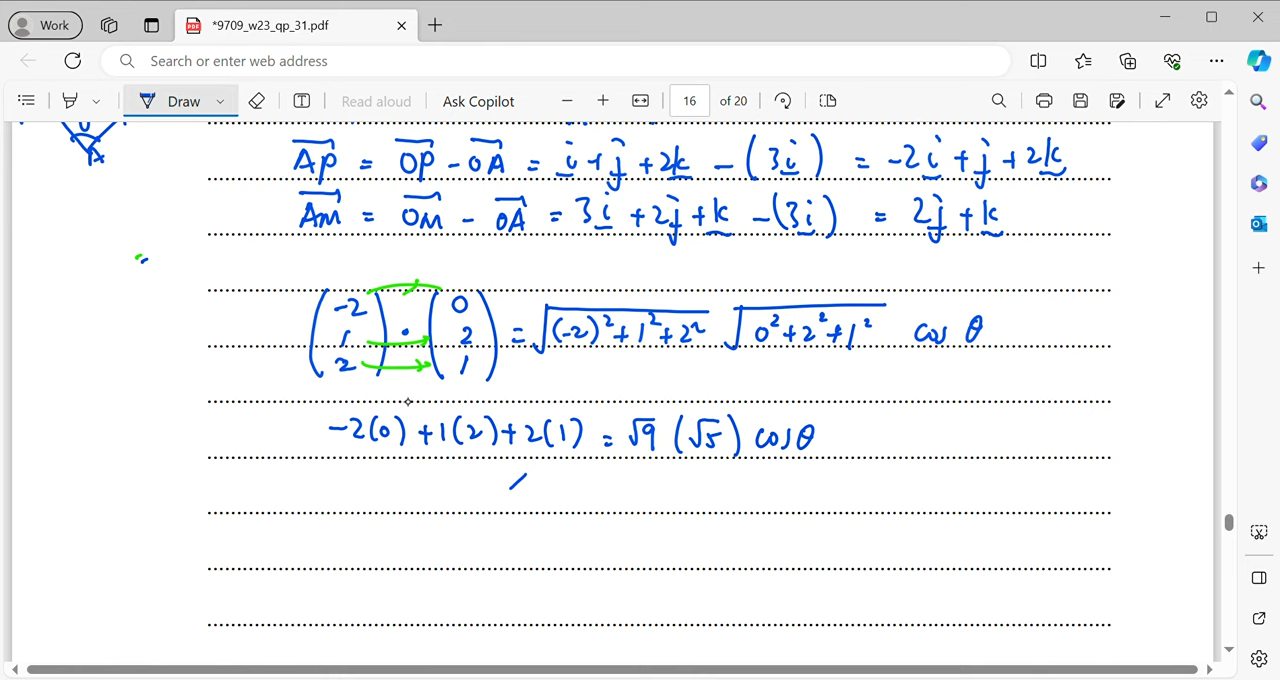 Work
*9709_w23_qp_31.pdf
Search or enter web address
Draw
Read aloud
Ask Copilot
16 of 20
AP = OP - OA = i + j + 2k - (3i) = -2i + j + 2k
AM = OM - OA = 3i + 2j + k - (3i) = 2j + k
(-2 1 2) · (0 2 1) = √(-2)² + 1² + 2² √0² + 2² + 1² cos θ
-2(0) + 1(2) + 2(1) = √9 (√5) cosθ